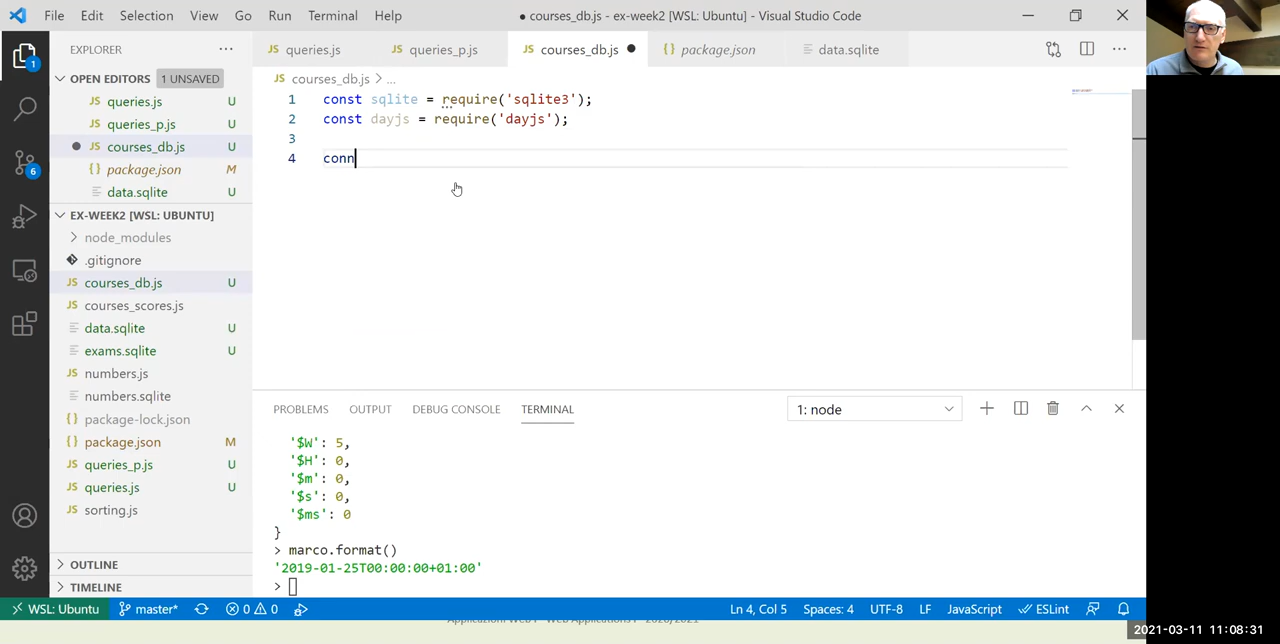 File Edit Selection View Go Run Terminal Help
● courses_db.js - ex-week2 [WSL: Ubuntu] - Visual Studio Code
EXPLORER
OPEN EDITORS 1 UNSAVED
JS queries.js U
JS queries_p.js U
JS courses_db.js U
{} package.json M
data.sqlite U
EX-WEEK2 [WSL: UBUNTU]
node_modules
.gitignore
JS courses_db.js U
JS courses_scores.js
data.sqlite U
exams.sqlite U
JS numbers.js
numbers.sqlite
{} package-lock.json
{} package.json M
JS queries_p.js U
JS queries.js U
JS sorting.js
OUTLINE
TIMELINE
1
6
JS queries.js JS queries_p.js JS courses_db.js ● {} package.json data.sqlite
JS courses_db.js > ...
1 const sqlite = require('sqlite3');
2 const dayjs = require('dayjs');
3
4 conn
PROBLEMS OUTPUT DEBUG CONSOLE TERMINAL 1: node
'$W': 5,
'$H': 0,
'$m': 0,
'$s': 0,
'$ms': 0
}
> marco.format()
'2019-01-25T00:00:00+01:00'
>
WSL: Ubuntu master* 0 0 Ln 4, Col 5 Spaces: 4 UTF-8 LF JavaScript ESLint
Applicazioni Web I - Web Applications I - 2020/2021
2021-03-11 11:08:31